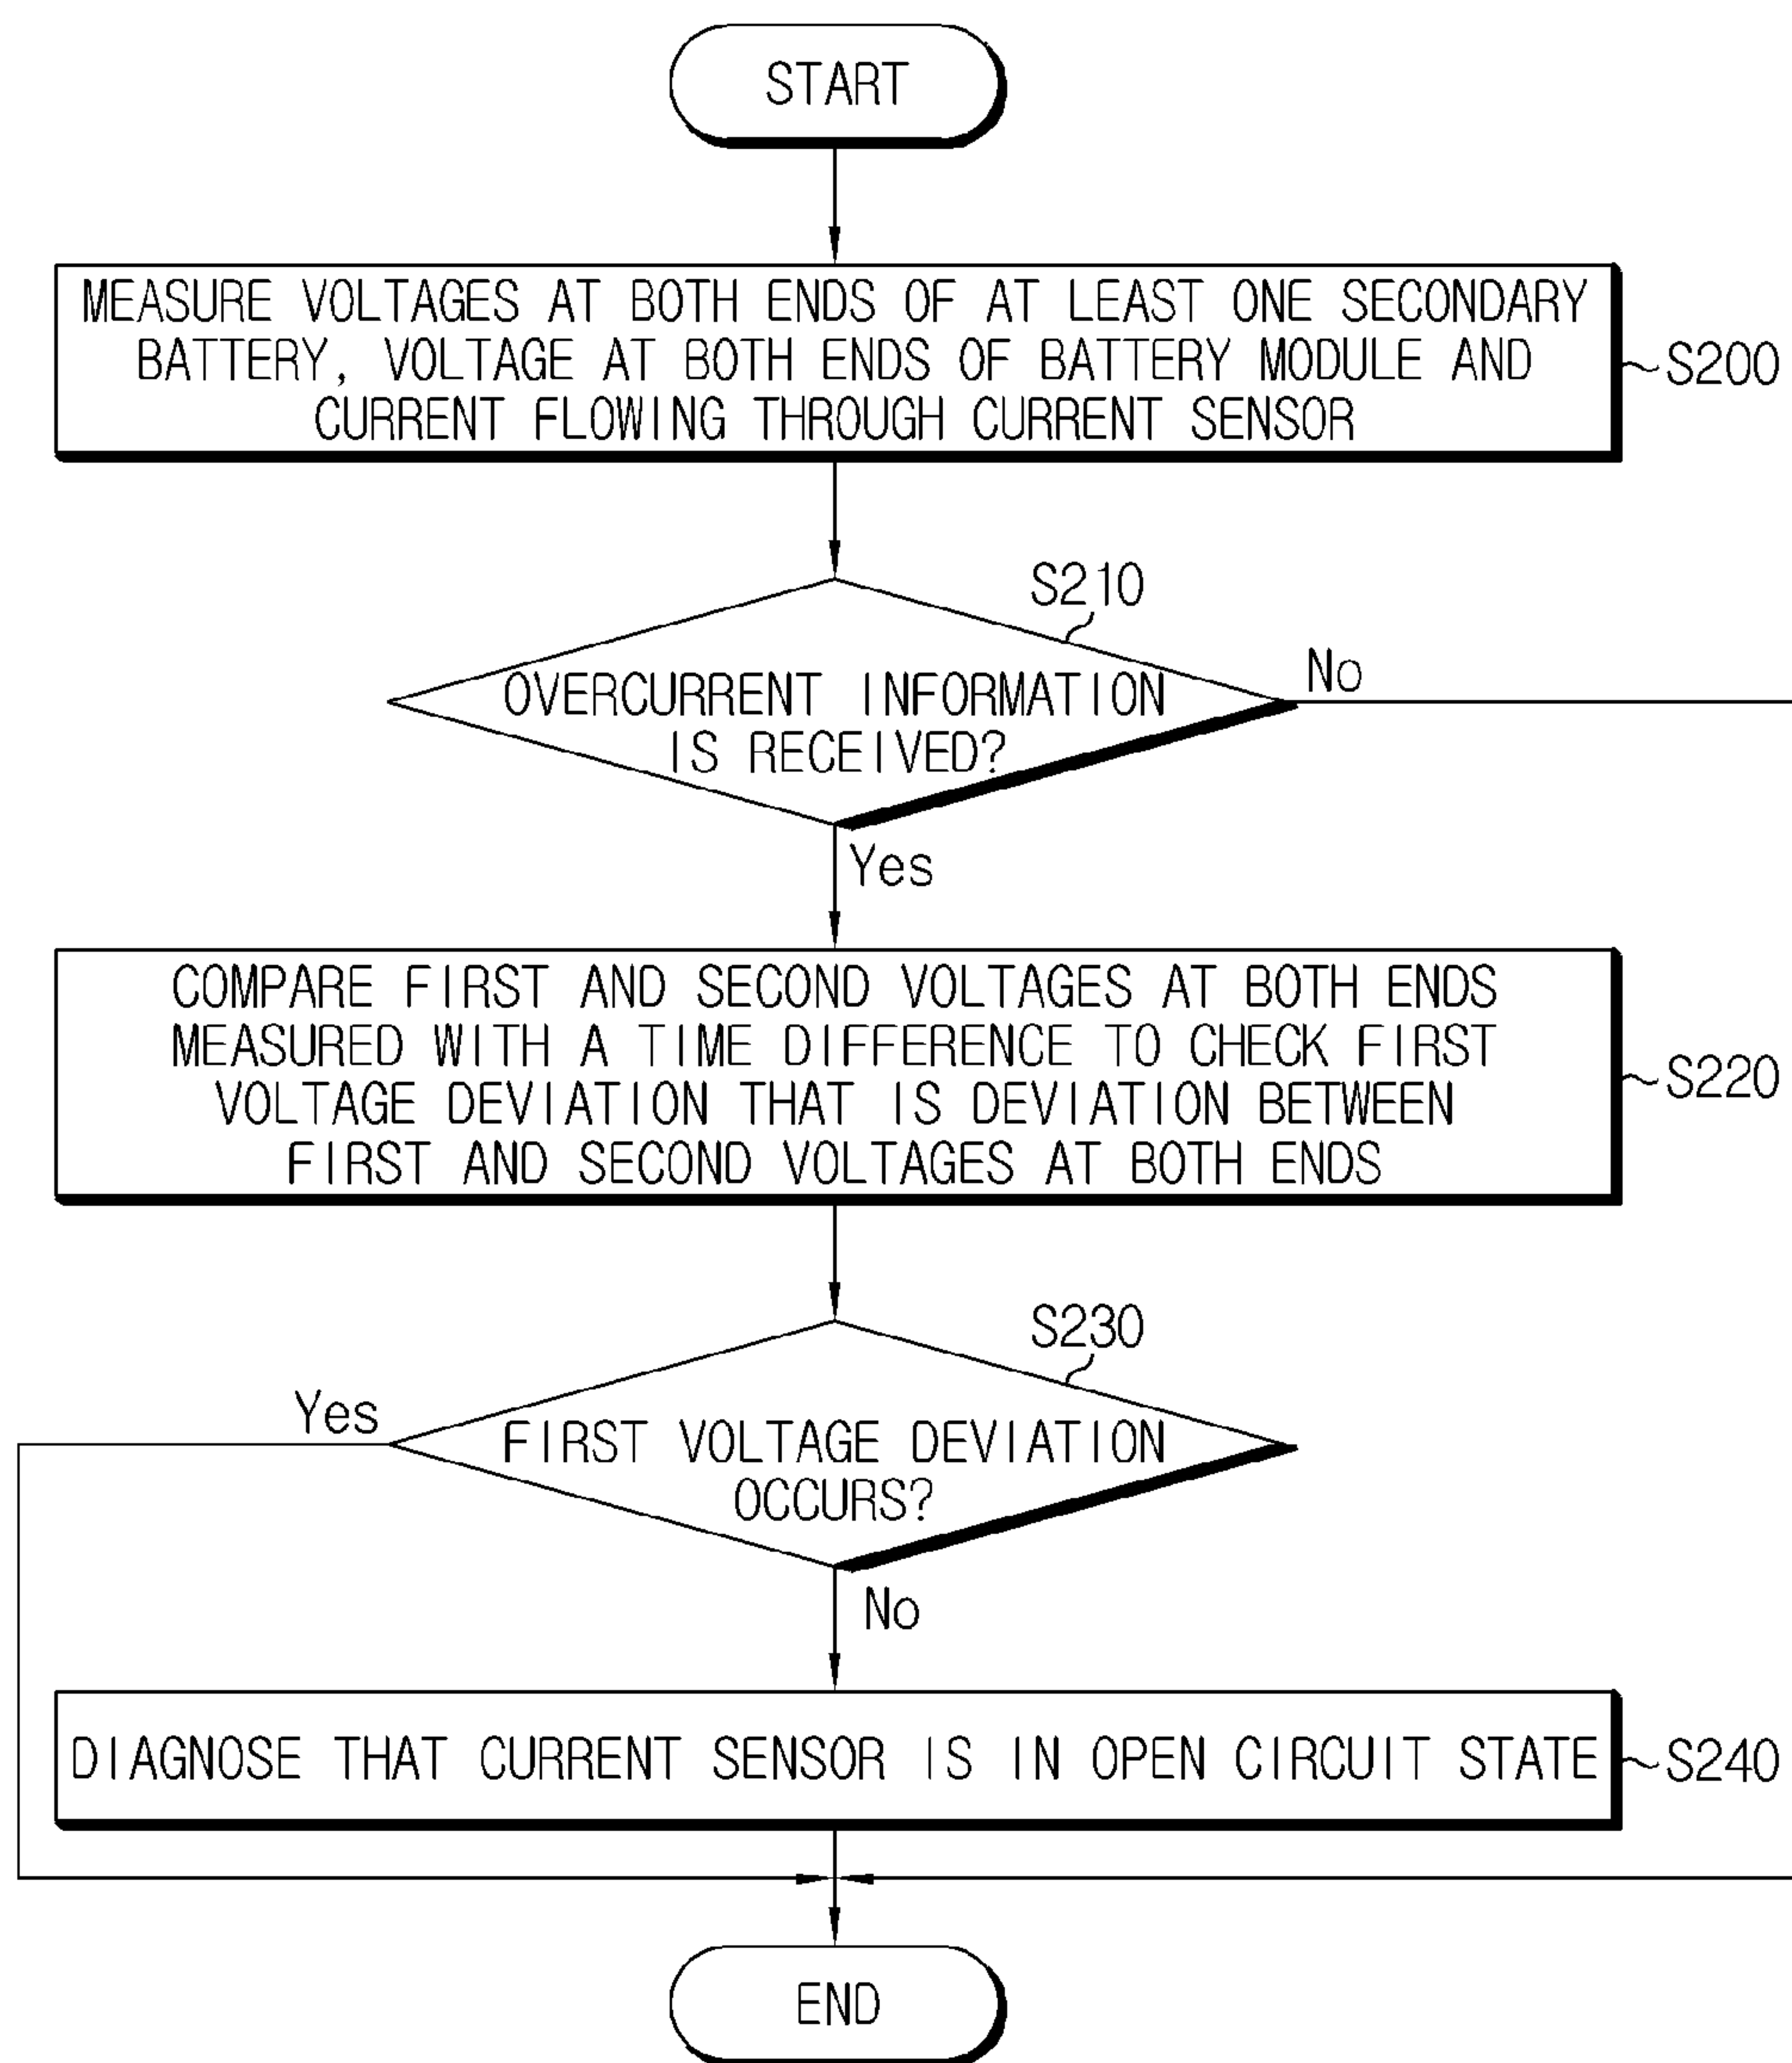 START
MEASURE VOLTAGES AT BOTH ENDS OF AT LEAST ONE SECONDARY
BATTERY, VOLTAGE AT BOTH ENDS OF BATTERY MODULE AND
CURRENT FLOWING THROUGH CURRENT SENSOR
S200
S210
OVERCURRENT INFORMATION
IS RECEIVED?
No
Yes
COMPARE FIRST AND SECOND VOLTAGES AT BOTH ENDS
MEASURED WITH A TIME DIFFERENCE TO CHECK FIRST
VOLTAGE DEVIATION THAT IS DEVIATION BETWEEN
FIRST AND SECOND VOLTAGES AT BOTH ENDS
S220
S230
Yes
FIRST VOLTAGE DEVIATION
OCCURS?
No
DIAGNOSE THAT CURRENT SENSOR IS IN OPEN CIRCUIT STATE
S240
END